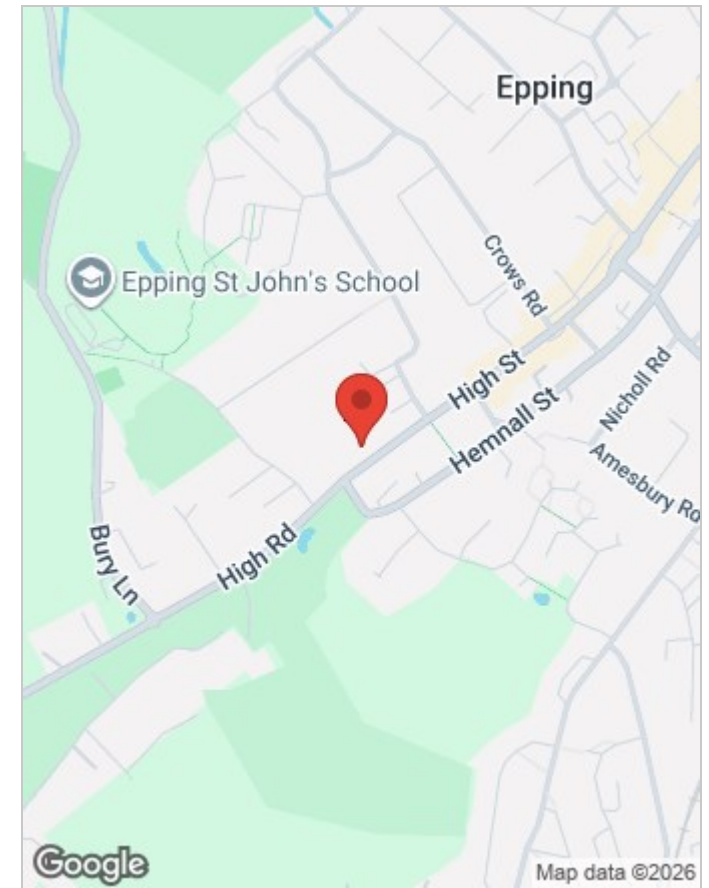 Epping
Crows Rd
Epping St John's School
High St
Nicholl Rd
Hemnall St
Amesbury Rd
High Rd
Bury Ln
Google
Map data ©2026